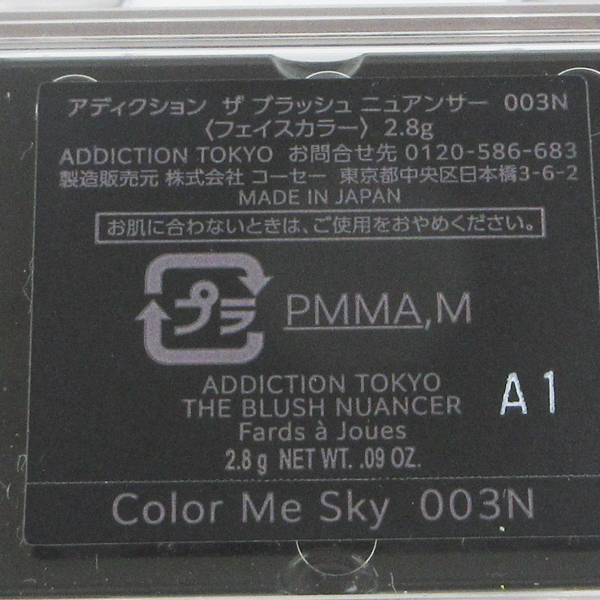 アディクション ザ ブラッシュ ニュアンサー 003N
〈フェイスカラー〉 2.8g
ADDICTION TOKYO お問合せ先 0120-586-683
製造販売元 株式会社 コーセー 東京都中央区日本橋3-6-2
MADE IN JAPAN
お肌に合わないときは、ご使用をおやめください。
プラ PMMA,M
ADDICTION TOKYO
THE BLUSH NUANCER
A1
Fards à Joues
2.8 g NET WT. .09 OZ.
Color Me Sky 003N